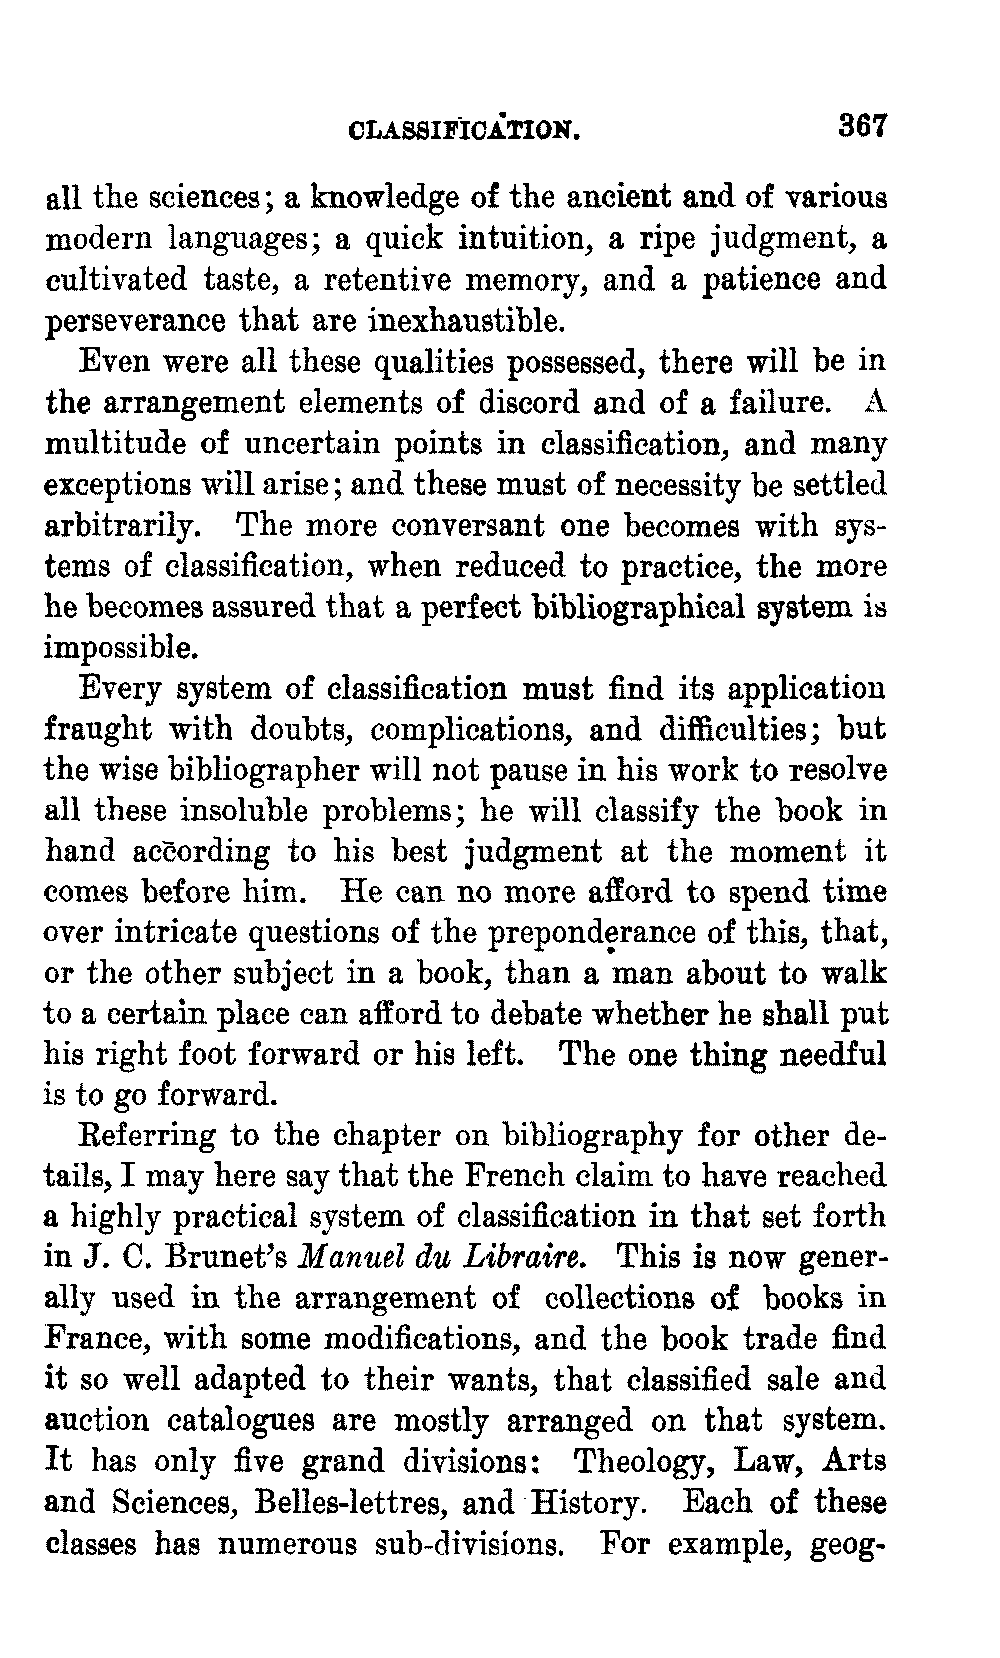 CLASSIFICATION. 367
all the sciences; a knowledge of the ancient and of various
modern languages; a quick intuition, a ripe judgment, a
cultivated taste, a retentive memory, and a patience and
perseverance that are inexhaustible.
Even were all these qualities possessed, there will be in
the arrangement elements of discord and of a failure. A
multitude of uncertain points in classification, and many
exceptions will arise; and these must of necessity be settled
arbitrarily. The more conversant one becomes with sys-
tems of classification, when reduced to practice, the more
he becomes assured that a perfect bibliographical system is
impossible.
Every system of classification must find its application
fraught with doubts, complications, and difficulties; but
the wise bibliographer will not pause in his work to resolve
all these insoluble problems; he will classify the book in
hand according to his best judgment at the moment it
comes before him. He can no more afford to spend time
over intricate questions of the preponderance of this, that,
or the other subject in a book, than a man about to walk
to a certain place can afford to debate whether he shall put
his right foot forward or his left. The one thing needful
is to go forward.
Referring to the chapter on bibliography for other de-
tails, I may here say that the French claim to have reached
a highly practical system of classification in that set forth
in J. C. Brunet's Manuel du Libraire. This is now gener-
ally used in the arrangement of collections of books in
France, with some modifications, and the book trade find
it so well adapted to their wants, that classified sale and
auction catalogues are mostly arranged on that system.
It has only five grand divisions: Theology, Law, Arts
and Sciences, Belles-lettres, and History. Each of these
classes has numerous sub-divisions. For example, geog-